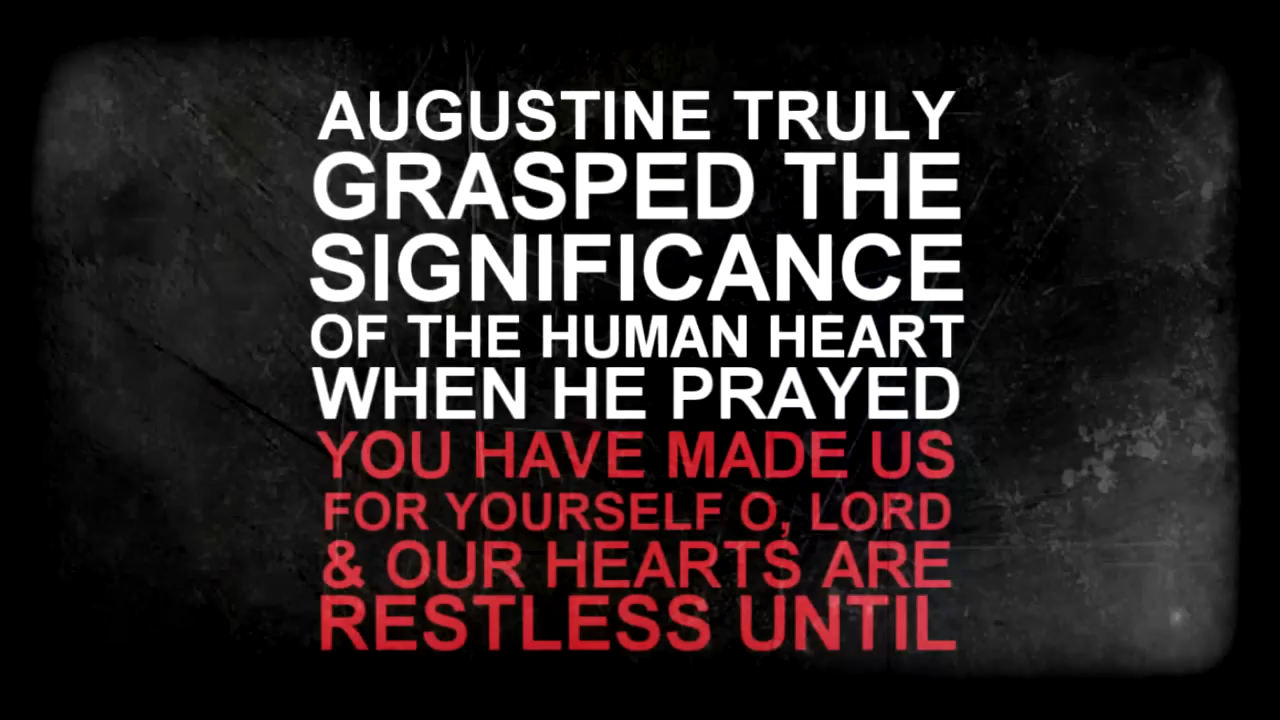 AUGUSTINE TRULY
GRASPED THE
SIGNIFICANCE
OF THE HUMAN HEART
WHEN HE PRAYED
YOU HAVE MADE US
FOR YOURSELF O, LORD
& OUR HEARTS ARE
RESTLESS UNTIL